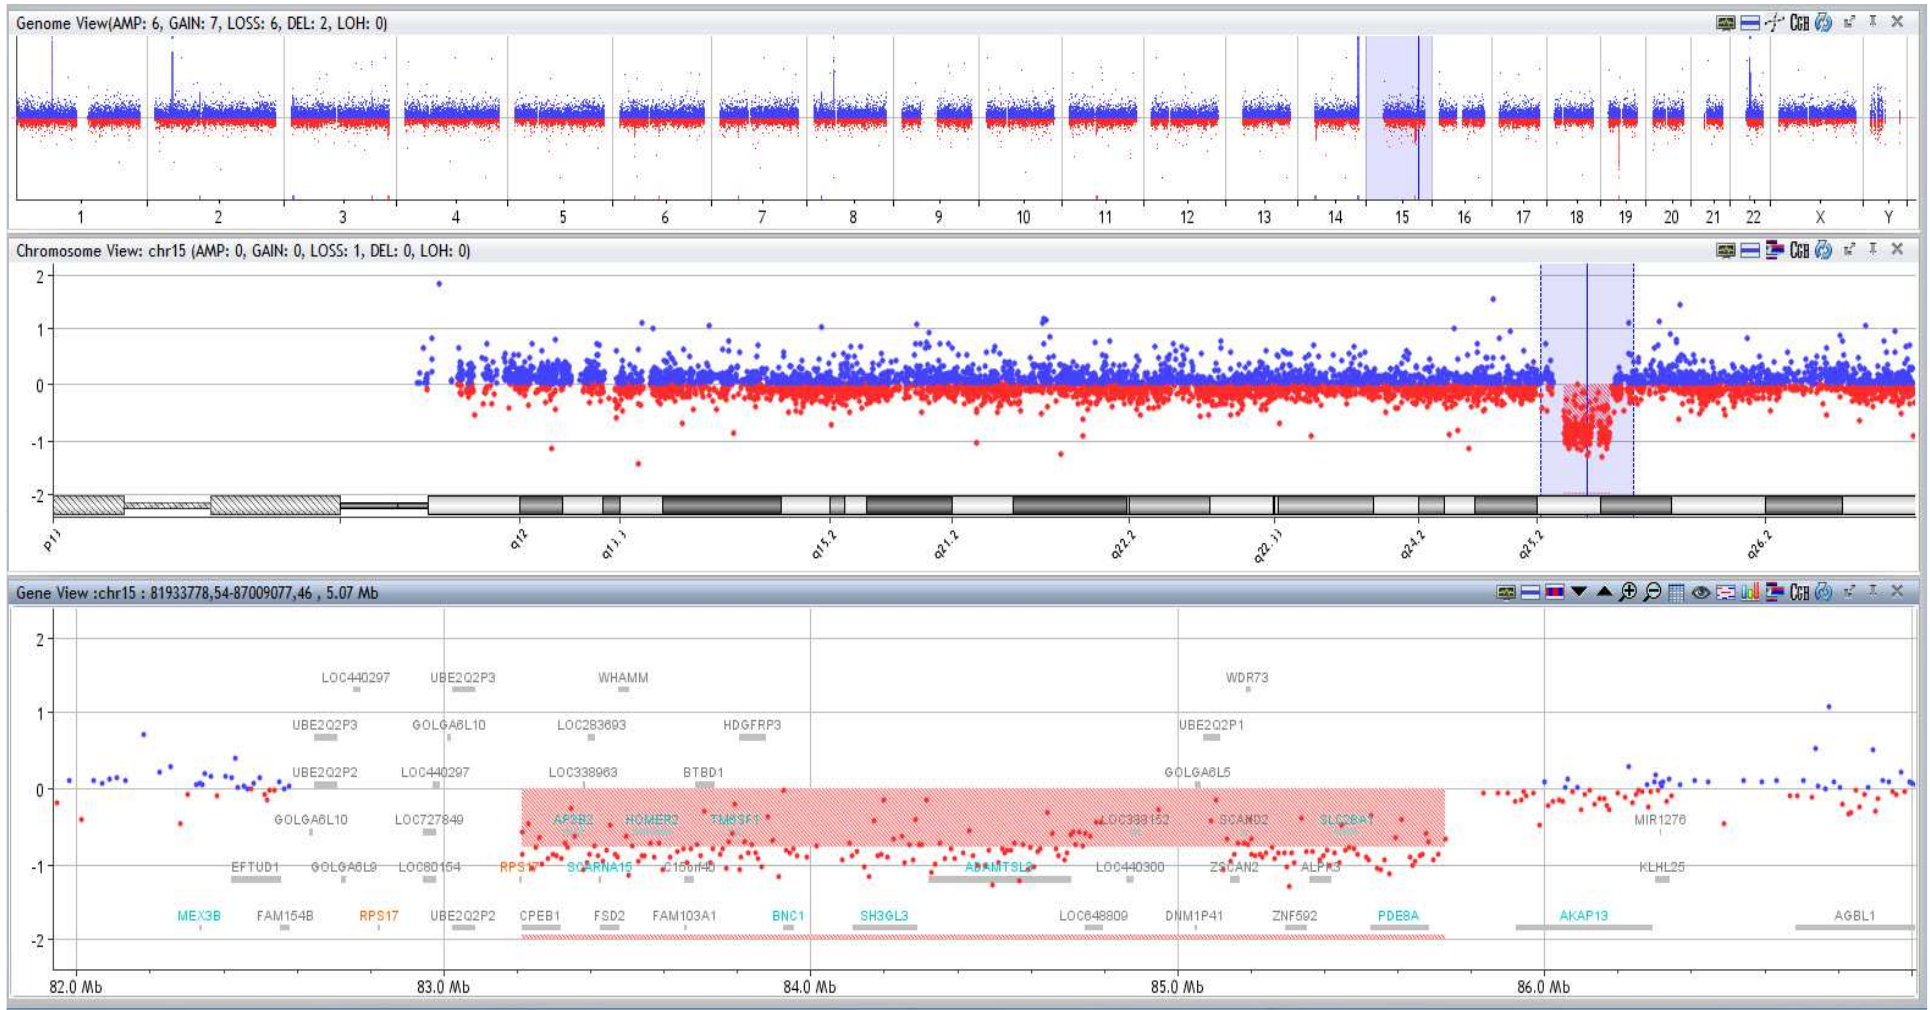 Genome View(AMP: 6, GAIN: 7, LOSS: 6, DEL: 2, LOH: 0)
CGH
1 2 3 4 5 6 7 8 9 10 11 12 13 14 15 16 17 18 19 20 21 22 X Y
Chromosome View: chr15 (AMP: 0, GAIN: 0, LOSS: 1, DEL: 0, LOH: 0)
CGH
2
1
0
-1
-2
p13 q12 q13.3 q15.2 q21.2 q22.2 q22.33 q24.2 q25.2 q26.2
Gene View :chr15 : 81933778,54-87009077,46 , 5.07 Mb
CGH
2
LOC440297 UBE2Q2P3 WHAMM WDR73
1
UBE2Q2P3 GOLGA6L10 LOC283693 HDGFRP3 UBE2Q2P1
UBE2Q2P2 LOC440297 LOC338963 BTBD1 GOLGA6L5
0
GOLGA6L10 LOC727849 AP3B2 HOMER2 TM6SF1 SCAND2 SLC28A1 MIR1276
-1
EFTUD1 GOLGA6L9 LOC80154 RPS17 SCARNA15 C15orf40 ADAMTSL3 LOC440300 ZSCAN2 ALPK3 KLHL25
MEX3B FAM154B RPS17 UBE2Q2P2 CPEB1 FSD2 FAM103A1 BNC1 SH3GL3 LOC648809 DNM1P41 ZNF592 PDE8A AKAP13 AGBL1
-2
82.0 Mb 83.0 Mb 84.0 Mb 85.0 Mb 86.0 Mb